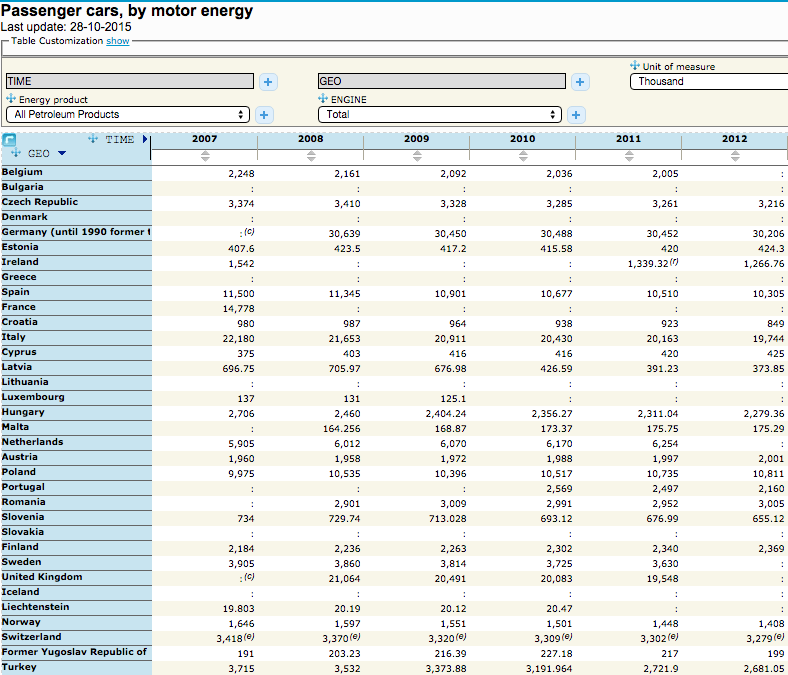 Passenger cars, by motor energy
Last update: 28-10-2015
Table Customization show
Unit of measure
TIME + GEO + Thousand
Energy product ENGINE
All Petroleum Products + Total +
TIME 2007 2008 2009 2010 2011 2012
GEO
Belgium 2,248 2,161 2,092 2,036 2,005 :
Bulgaria : : : : : :
Czech Republic 3,374 3,410 3,328 3,285 3,261 3,216
Denmark : : : : : :
Germany (until 1990 former t :(c) 30,639 30,450 30,488 30,452 30,206
Estonia 407.6 423.5 417.2 415.58 420 424.3
Ireland 1,542 : : : 1,339.32(r) 1,266.76
Greece : : : : : :
Spain 11,500 11,345 10,901 10,677 10,510 10,305
France 14,778 : : : : :
Croatia 980 987 964 938 923 849
Italy 22,180 21,653 20,911 20,430 20,163 19,744
Cyprus 375 403 416 416 420 425
Latvia 696.75 705.97 676.98 426.59 391.23 373.85
Lithuania : : : : : :
Luxembourg 137 131 125.1 : : :
Hungary 2,706 2,460 2,404.24 2,356.27 2,311.04 2,279.36
Malta : 164.256 168.87 173.37 175.75 175.29
Netherlands 5,905 6,012 6,070 6,170 6,254 :
Austria 1,960 1,958 1,972 1,988 1,997 2,001
Poland 9,975 10,535 10,396 10,517 10,735 10,811
Portugal : : : 2,569 2,497 2,160
Romania : 2,901 3,009 2,991 2,952 3,005
Slovenia 734 729.74 713.028 693.12 676.99 655.12
Slovakia : : : : : :
Finland 2,184 2,236 2,263 2,302 2,340 2,369
Sweden 3,905 3,860 3,814 3,725 3,630 :
United Kingdom :(c) 21,064 20,491 20,083 19,548 :
Iceland : : : : : :
Liechtenstein 19.803 20.19 20.12 20.47 : :
Norway 1,646 1,597 1,551 1,501 1,448 1,408
Switzerland 3,418(e) 3,370(e) 3,320(e) 3,309(e) 3,302(e) 3,279(e)
Former Yugoslav Republic of 191 203.23 216.39 227.18 217 199
Turkey 3,715 3,532 3,373.88 3,191.964 2,721.9 2,681.05